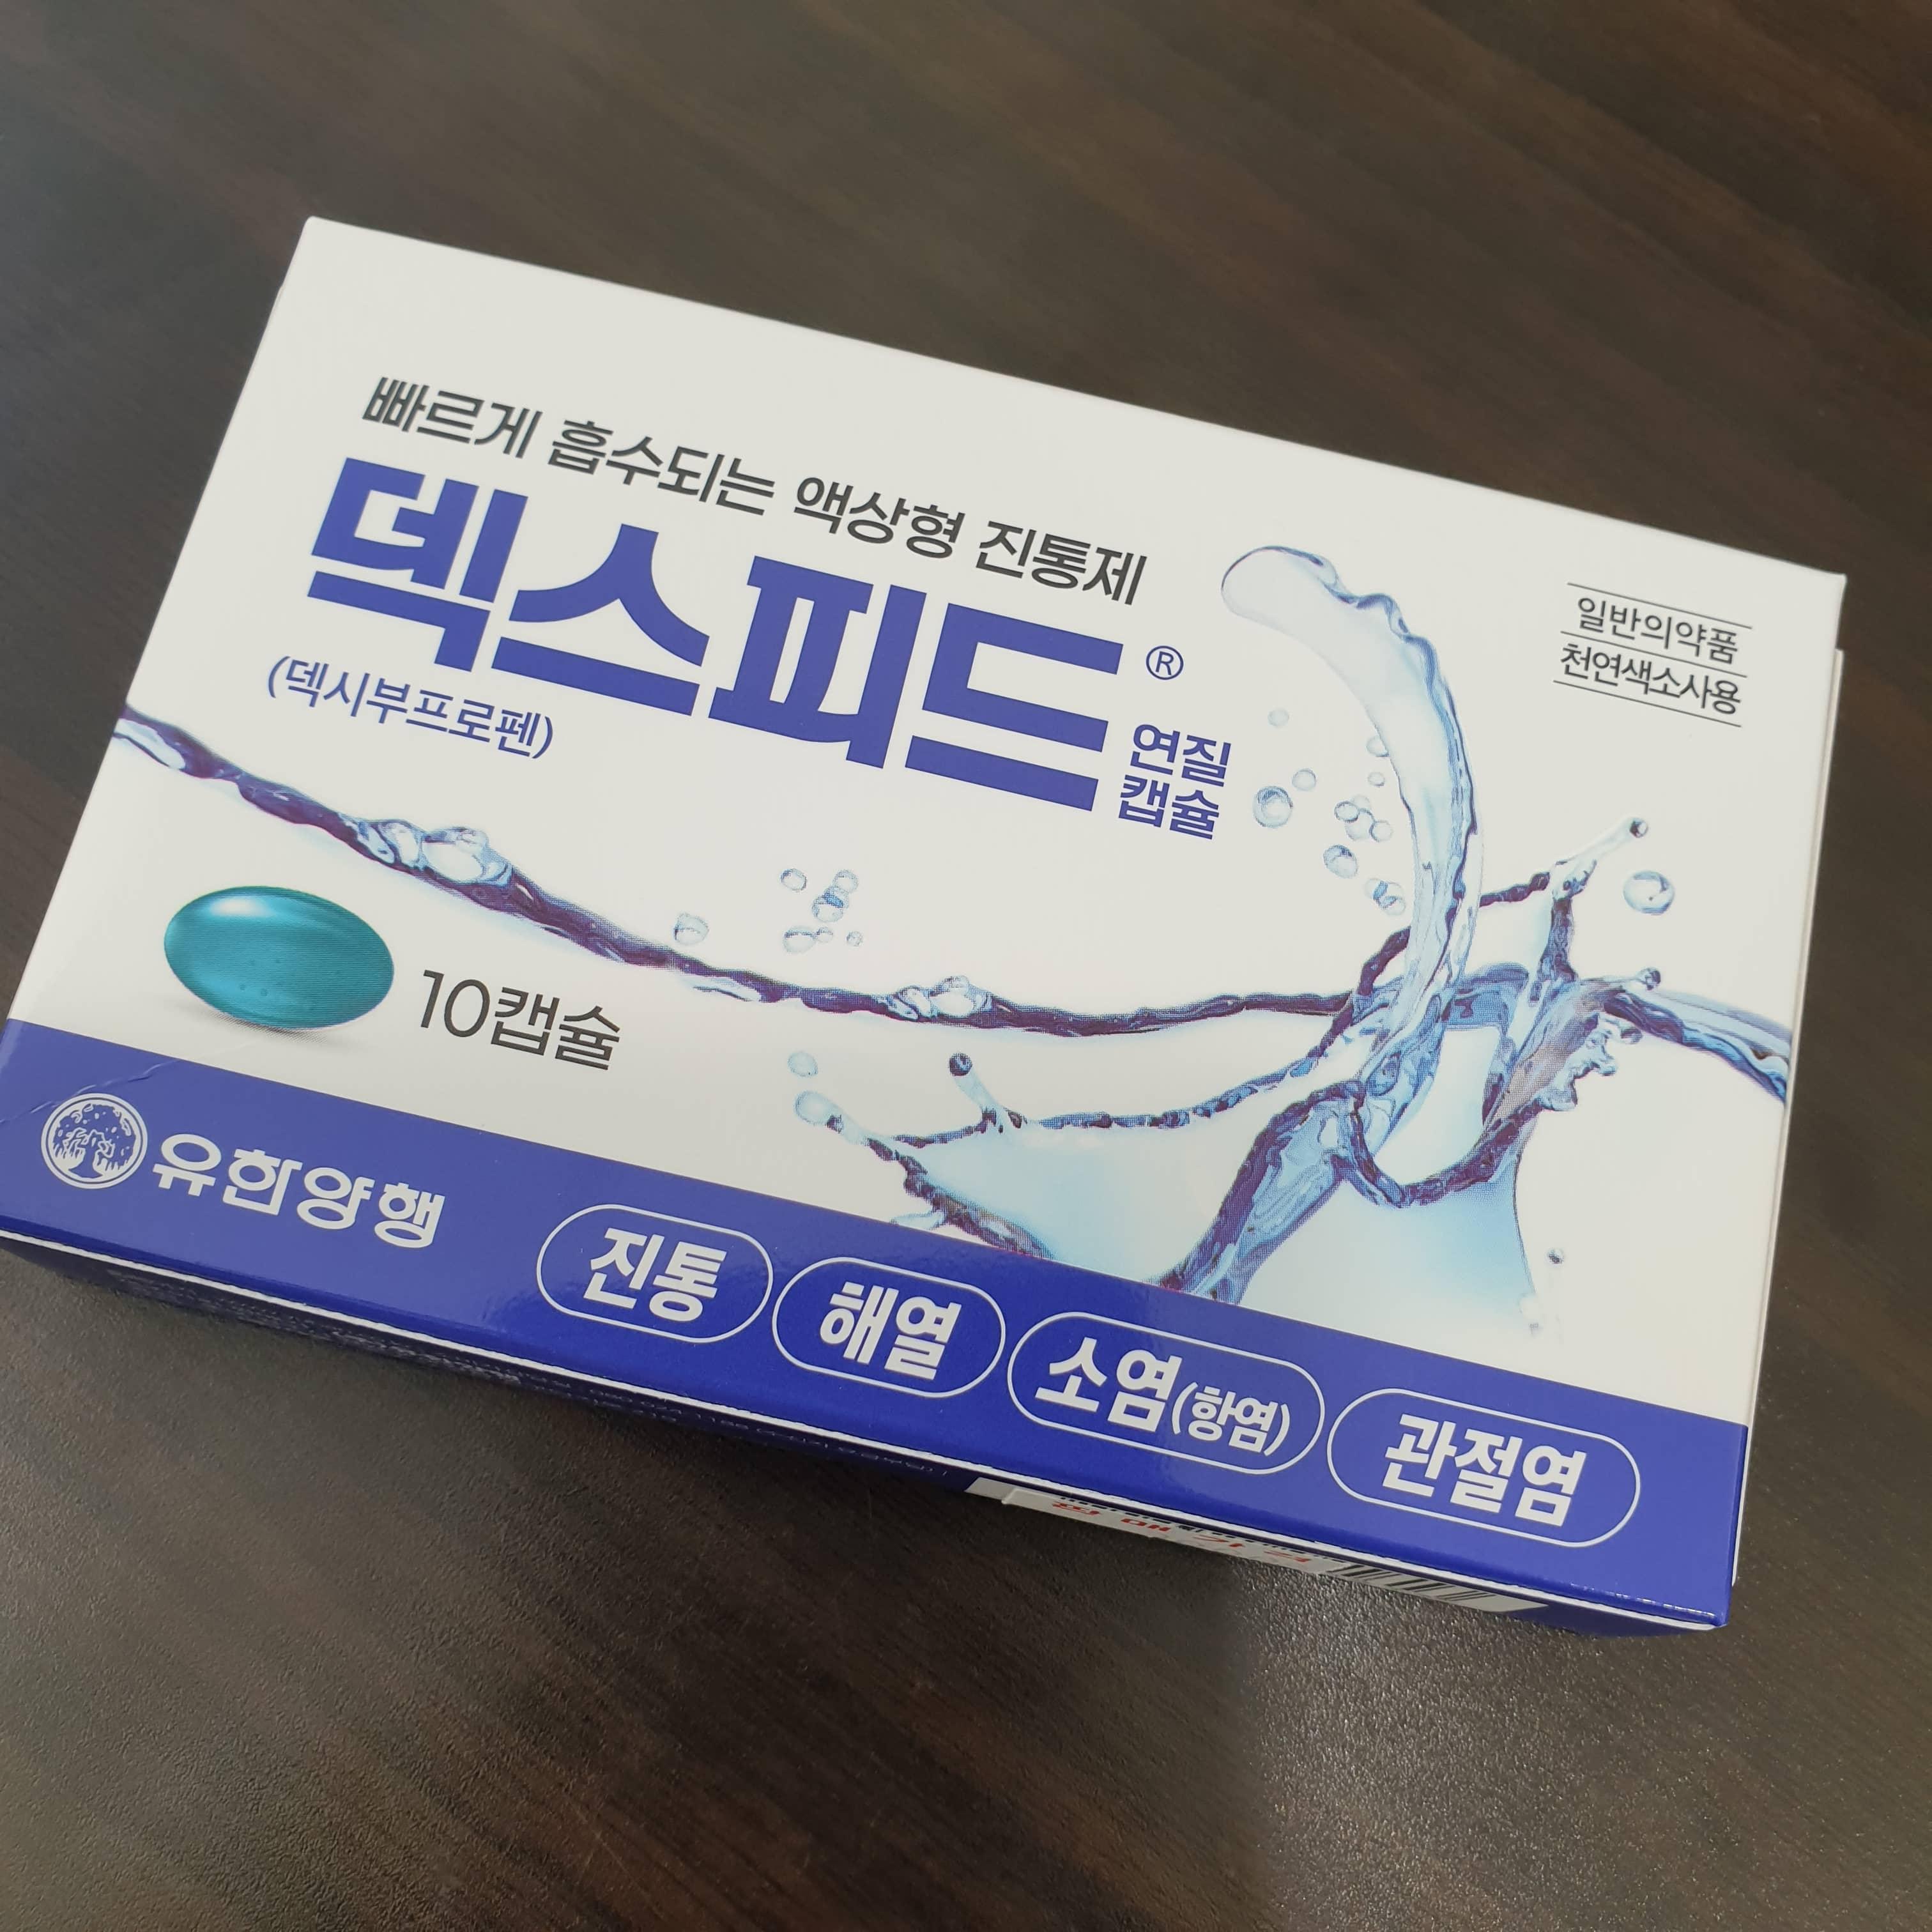 빠르게 흡수되는 액상형 진통제
덱스피드®
연질
캡슐
(덱시부프로펜)
일반의약품
천연색소사용
10캡슐
유한양행
진통
해열
소염(항염)
관절염